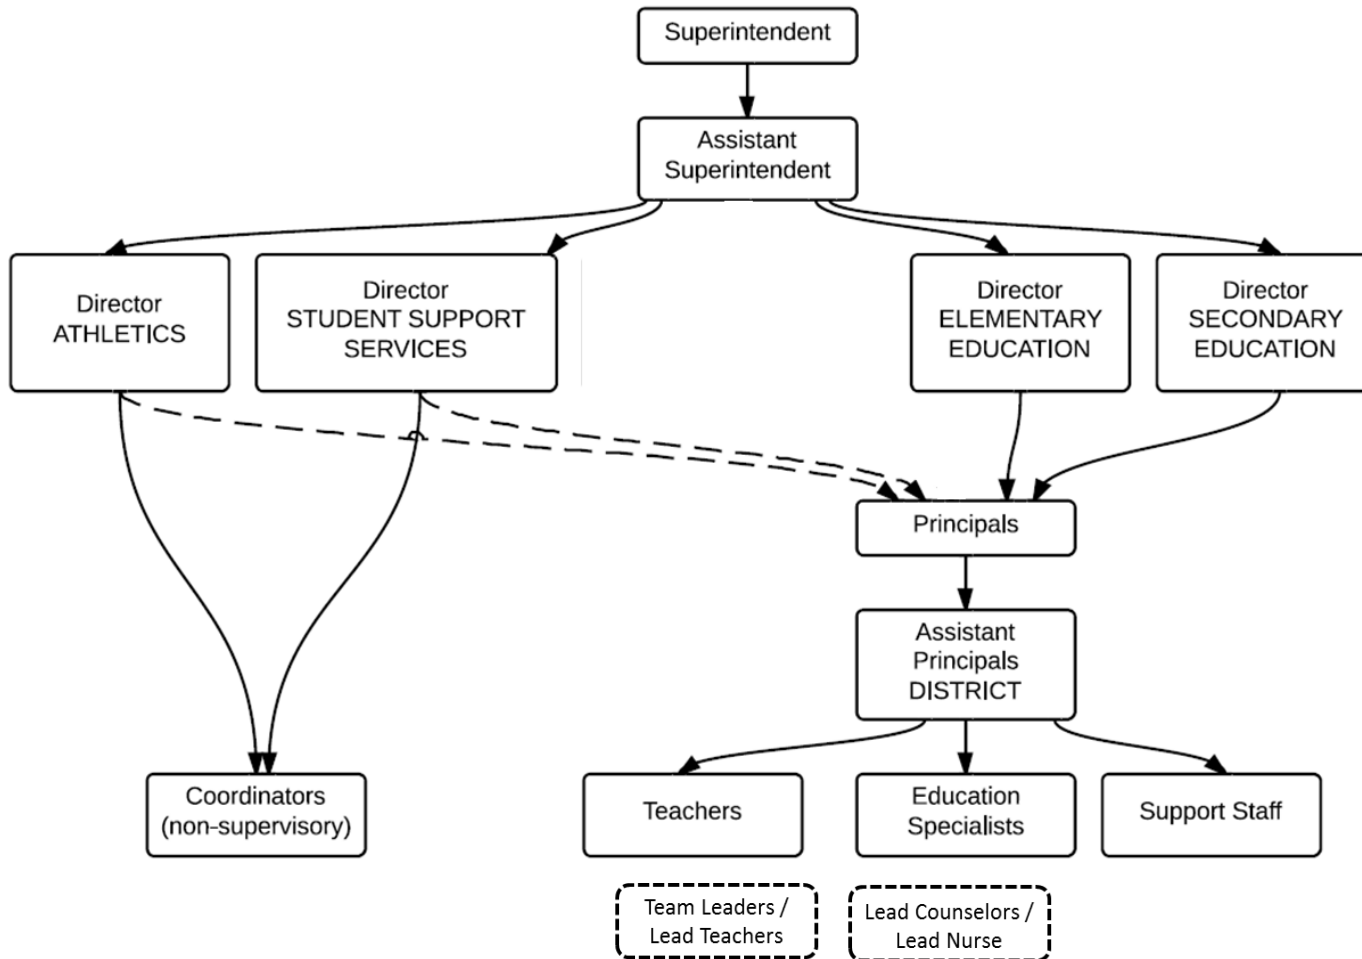 Superintendent
Assistant
Superintendent
Director
ATHLETICS
Director
STUDENT SUPPORT
SERVICES
Director
ELEMENTARY
EDUCATION
Director
SECONDARY
EDUCATION
Principals
Assistant
Principals
DISTRICT
Coordinators
(non-supervisory)
Teachers
Education
Specialists
Support Staff
Team Leaders /
Lead Teachers
Lead Counselors /
Lead Nurse